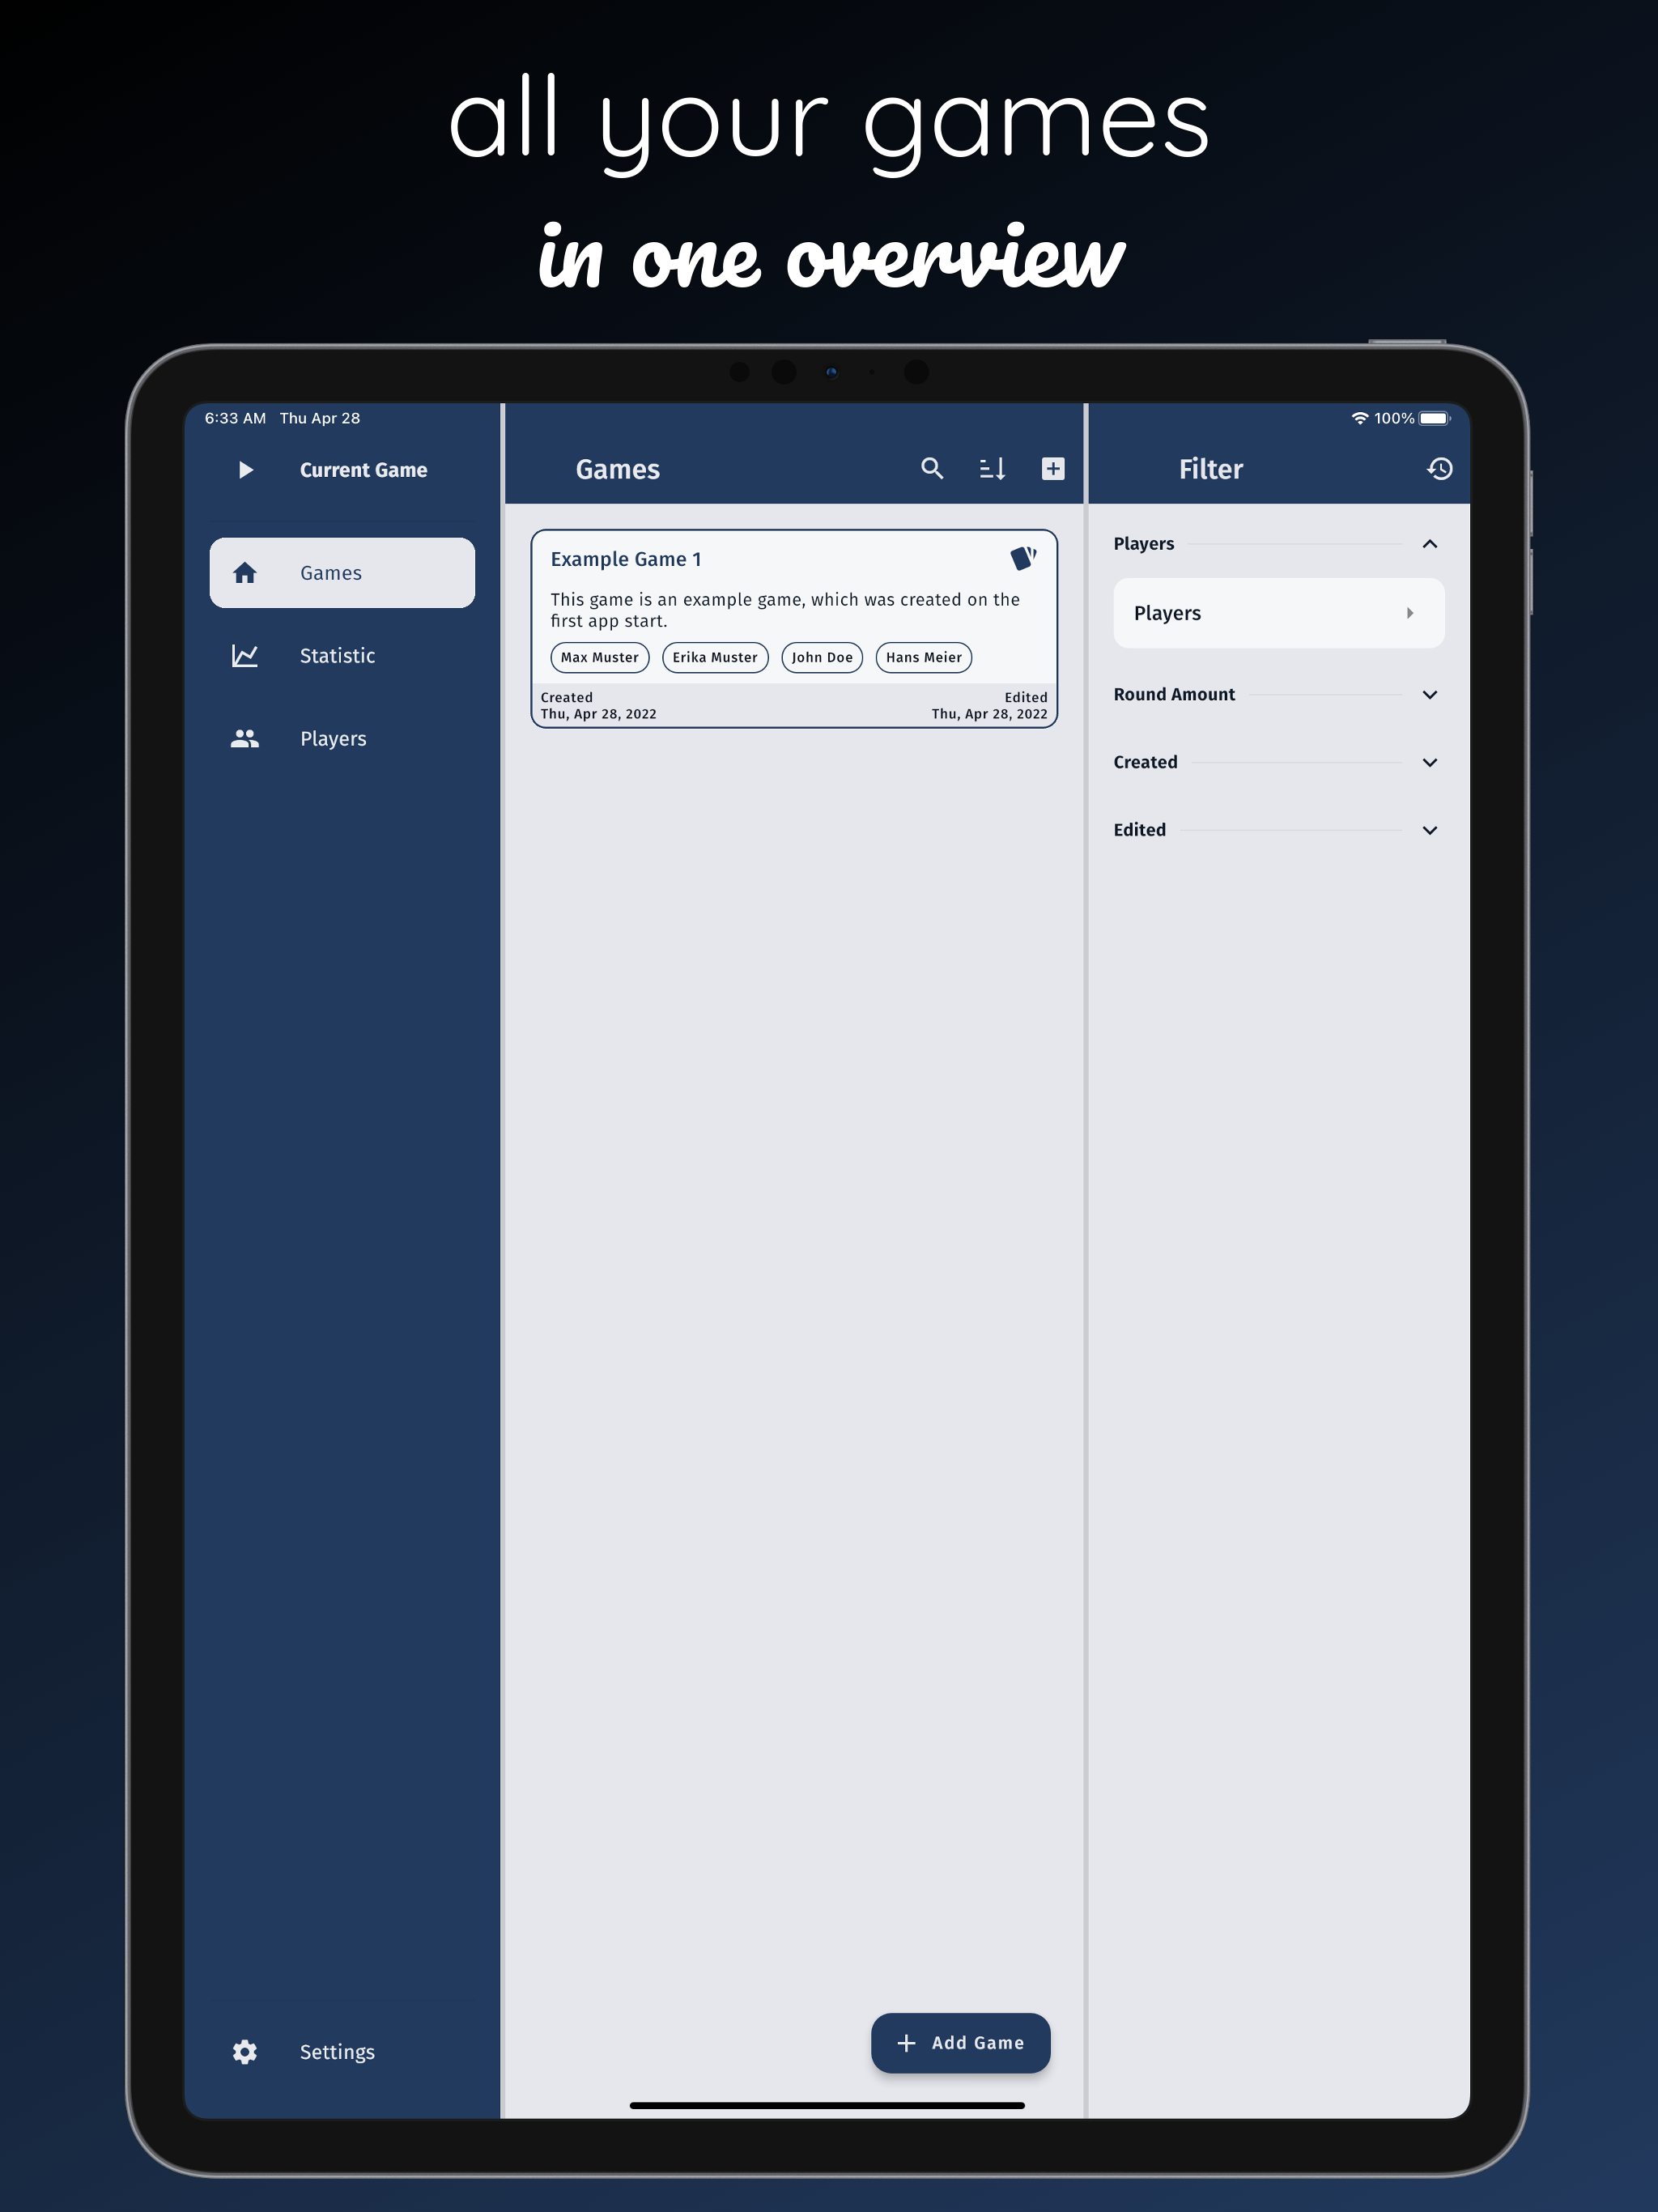 all your games
in one overview
6:33 AM Thu Apr 28
100%
Current Game
Games
Statistic
Players
Settings
Games
Example Game 1
This game is an example game, which was created on the
first app start.
Max Muster Erika Muster John Doe Hans Meier
Created Edited
Thu, Apr 28, 2022 Thu, Apr 28, 2022
Add Game
Filter
Players
Players
Round Amount
Created
Edited